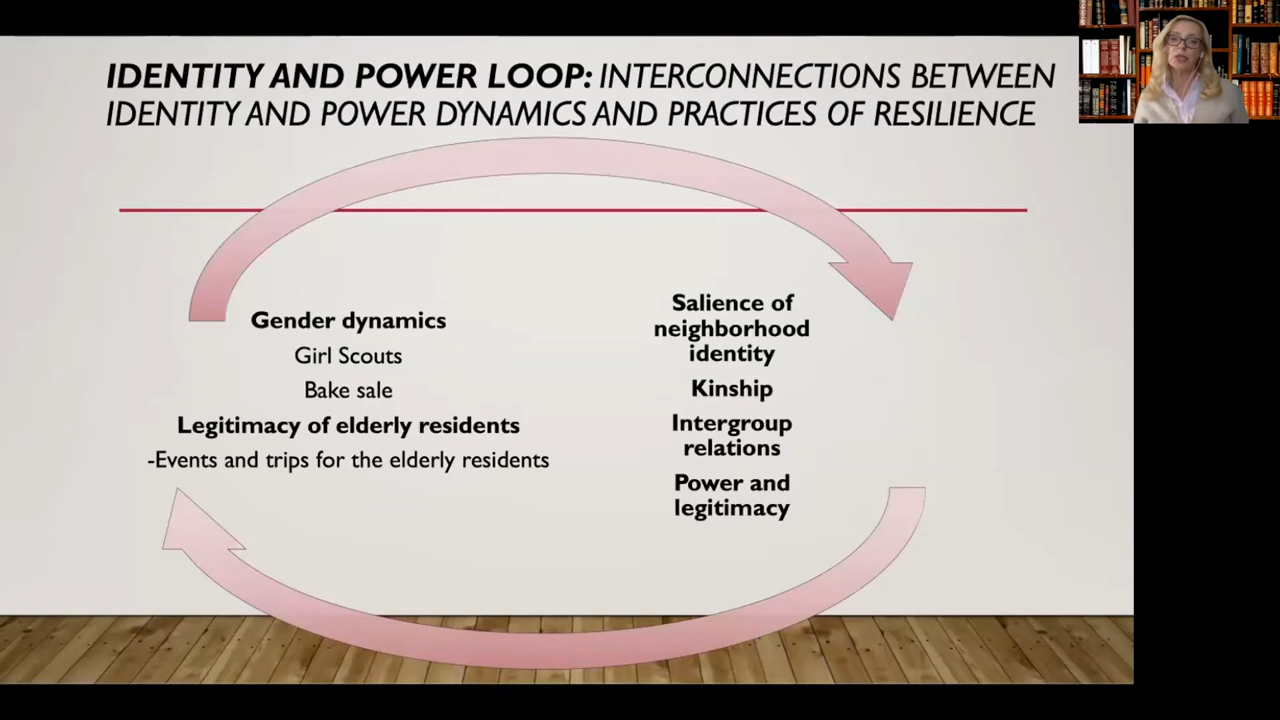 IDENTITY AND POWER LOOP: INTERCONNECTIONS BETWEEN
IDENTITY AND POWER DYNAMICS AND PRACTICES OF RESILIENCE
Gender dynamics
Girl Scouts
Bake sale
Legitimacy of elderly residents
-Events and trips for the elderly residents
Salience of
neighborhood
identity
Kinship
Intergroup
relations
Power and
legitimacy